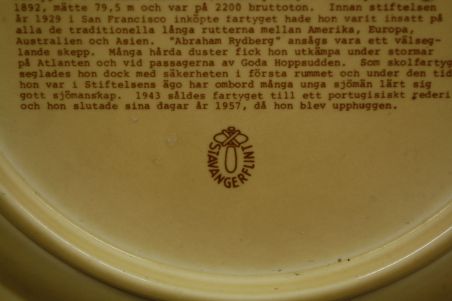 1892, mätte 79,5 m och var på 2200 bruttoton. Innan stiftelsen
år 1929 i San Francisco inköpte fartyget hade hon varit insatt på
alla de traditionella långa rutterna mellan Amerika, Europa,
Australien och Asien. "Abraham Rydberg" ansågs vara ett välseg-
lande skepp. Många hårda duster fick hon utkämpa under stormar
på Atlanten och vid passagerna av Goda Hoppsudden. Som skolfartyg
seglades hon dock med säkerheten i första rummet och under den tid
hon var i Stiftelsens ägo har ombord många unga sjömän lärt sig
gott sjömanskap. 1943 såldes fartyget till ett portugisiskt rederi
och hon slutade sina dagar år 1957, då hon blev upphuggen.
STAVANGERFLINT